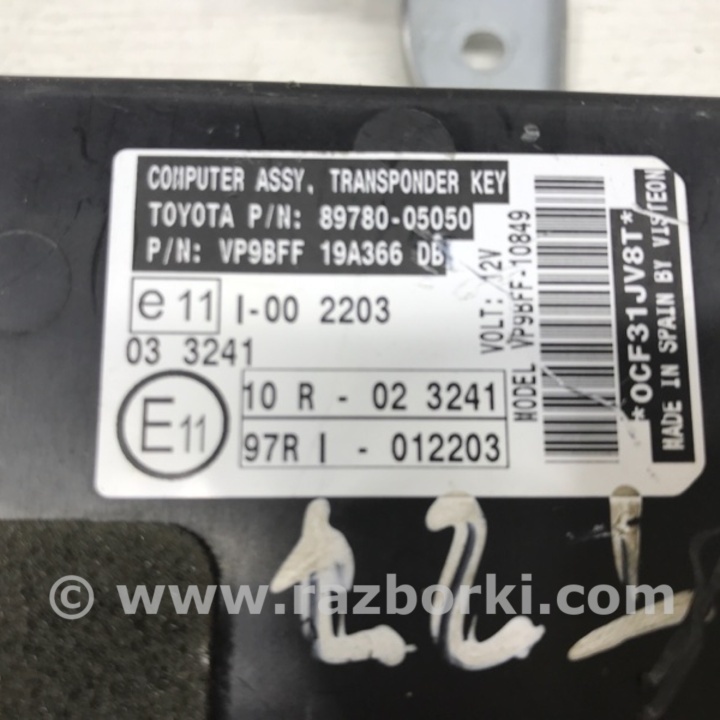 COMPUTER ASSY, TRANSPONDER KEY
TOYOTA P/N: 89780-05050
P/N: VP9BFF 19A366 DB
e 11 I-00 2203
03 3241
E11
10 R - 02 3241
97R I - 012203
VOLT: 12V
MODEL VP9BFF-10849
*0CF31JV8T*
MADE IN SPAIN BY VISTEON
© www.razborki.com